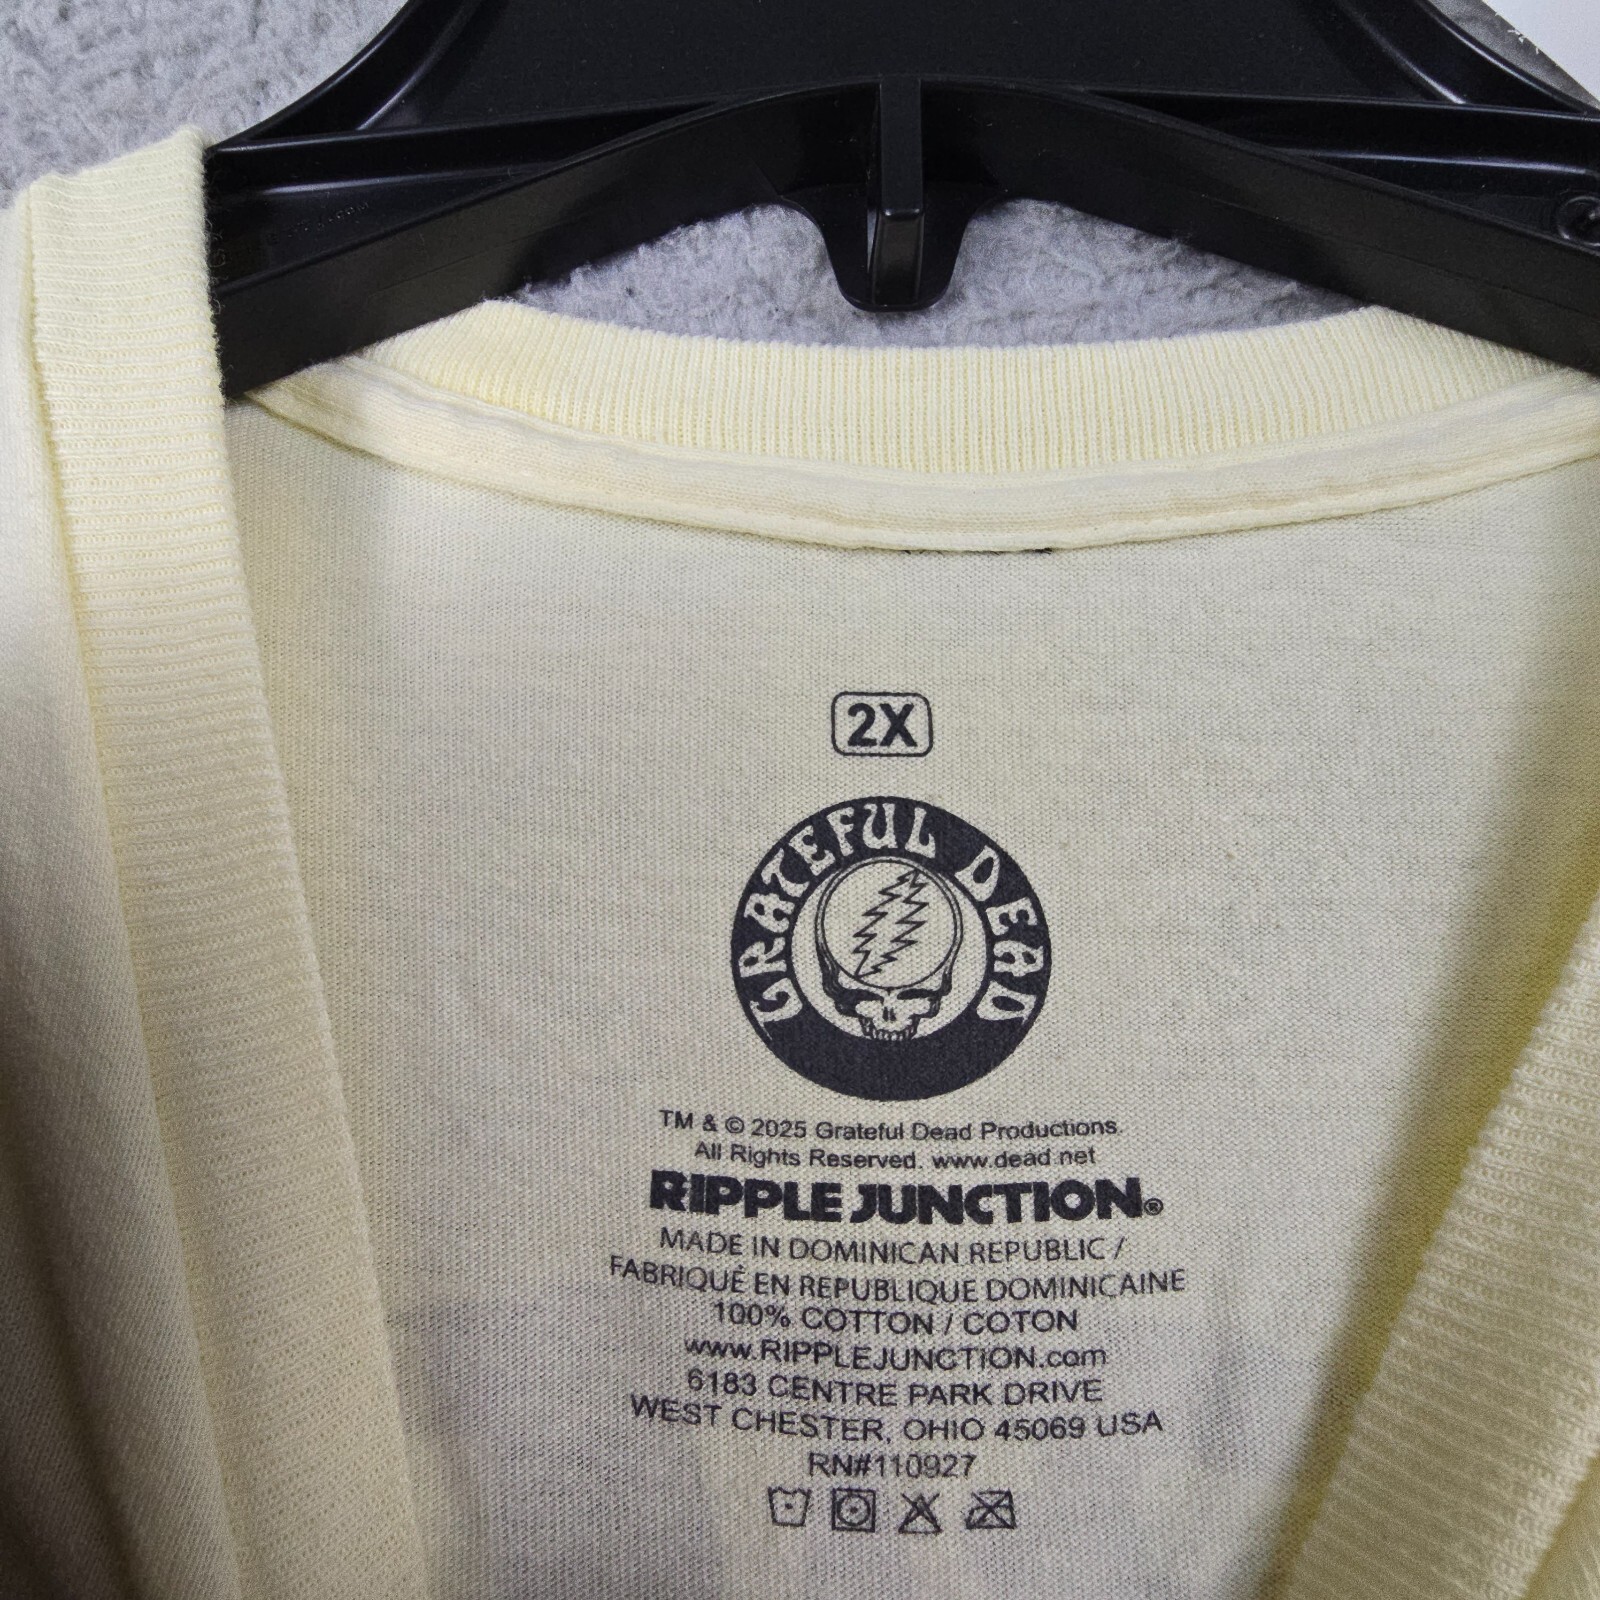 2X
GRATEFUL DEAD
TM & © 2025 Grateful Dead Productions.
All Rights Reserved. www.dead.net
RIPPLE JUNCTION®
MADE IN DOMINICAN REPUBLIC /
FABRIQUÉ EN REPUBLIQUE DOMINICAINE
100% COTTON / COTON
www.RIPPLEJUNCTION.com
6183 CENTRE PARK DRIVE
WEST CHESTER, OHIO 45069 USA
RN#110927